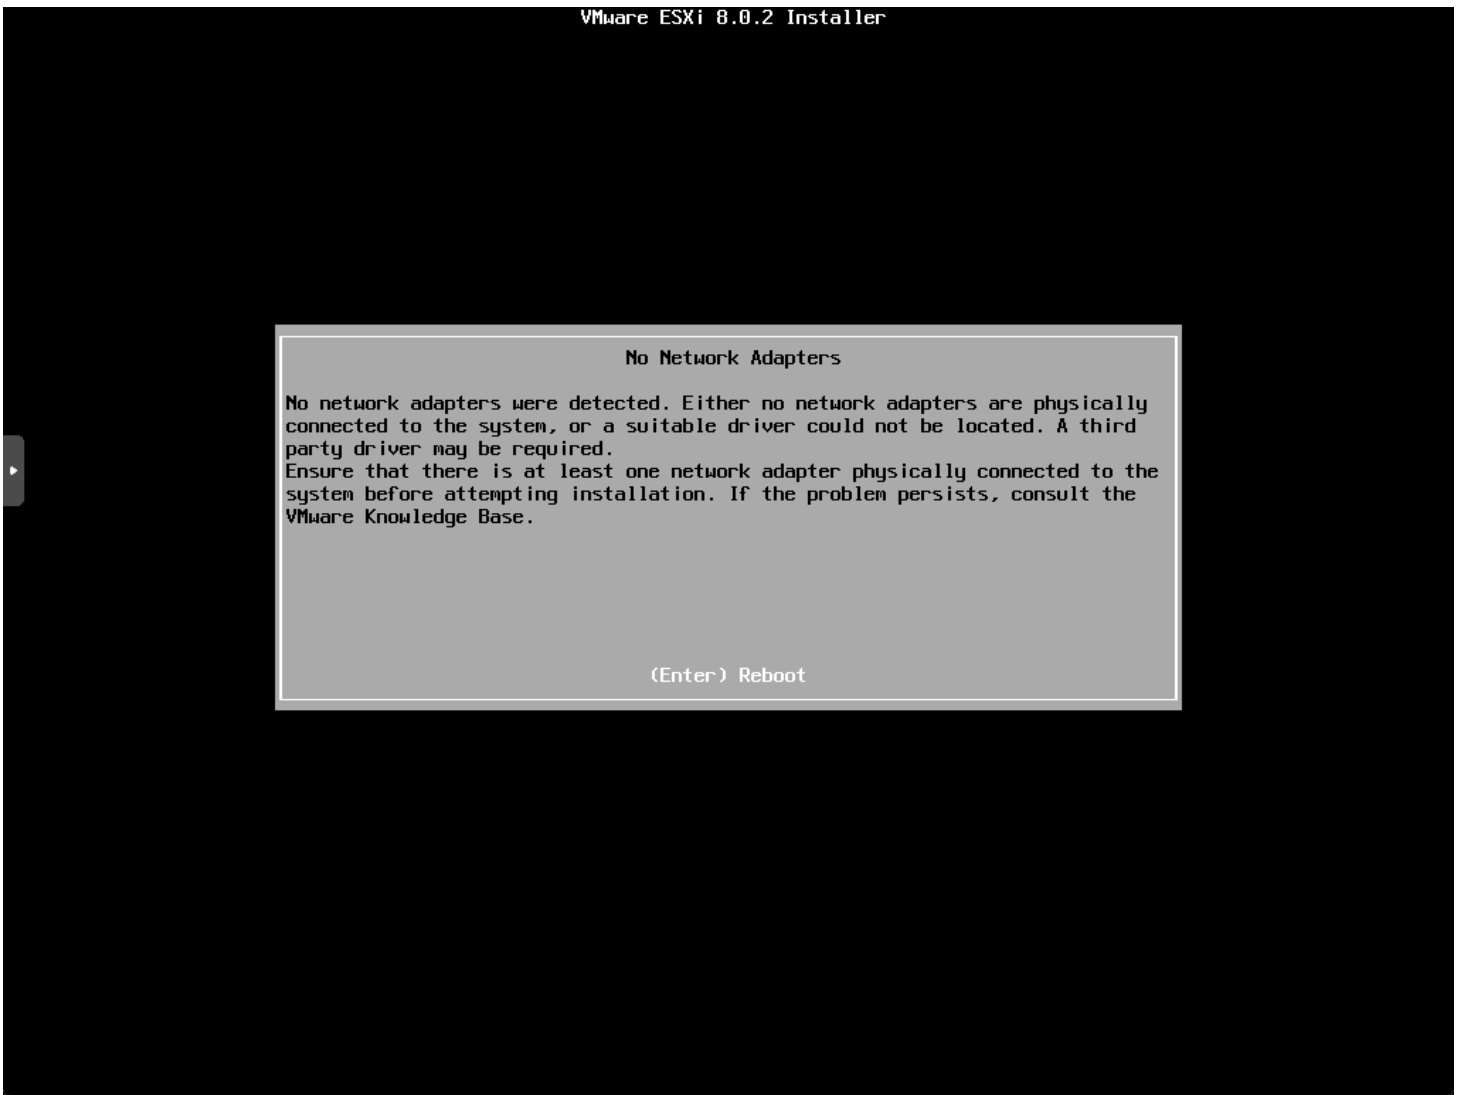 VMware ESXi 8.0.2 Installer
No Network Adapters
No network adapters were detected. Either no network adapters are physically
connected to the system, or a suitable driver could not be located. A third
party driver may be required.
Ensure that there is at least one network adapter physically connected to the
system before attempting installation. If the problem persists, consult the
VMware Knowledge Base.
(Enter) Reboot